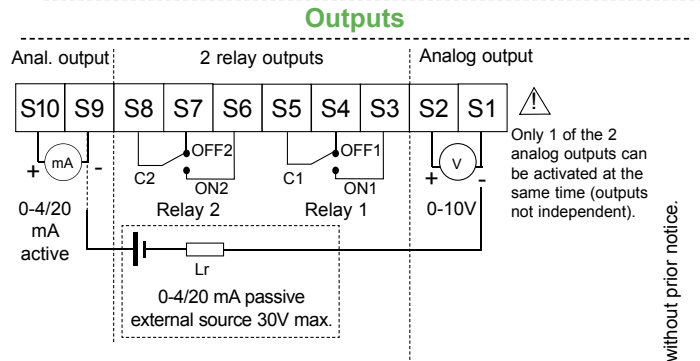 Outputs
Anal. output
2 relay outputs
Analog output
S10 S9 S8 S7 S6 S5 S4 S3 S2 S1
Only 1 of the 2
analog outputs can
be activated at the
same time (outputs
not independent).
mA
+ -
OFF2
C2
ON2
OFF1
C1
ON1
V
+ -
0-4/20
mA
active
Relay 2
Relay 1
0-10V
Lr
0-4/20 mA passive
external source 30V max.
without prior notice.